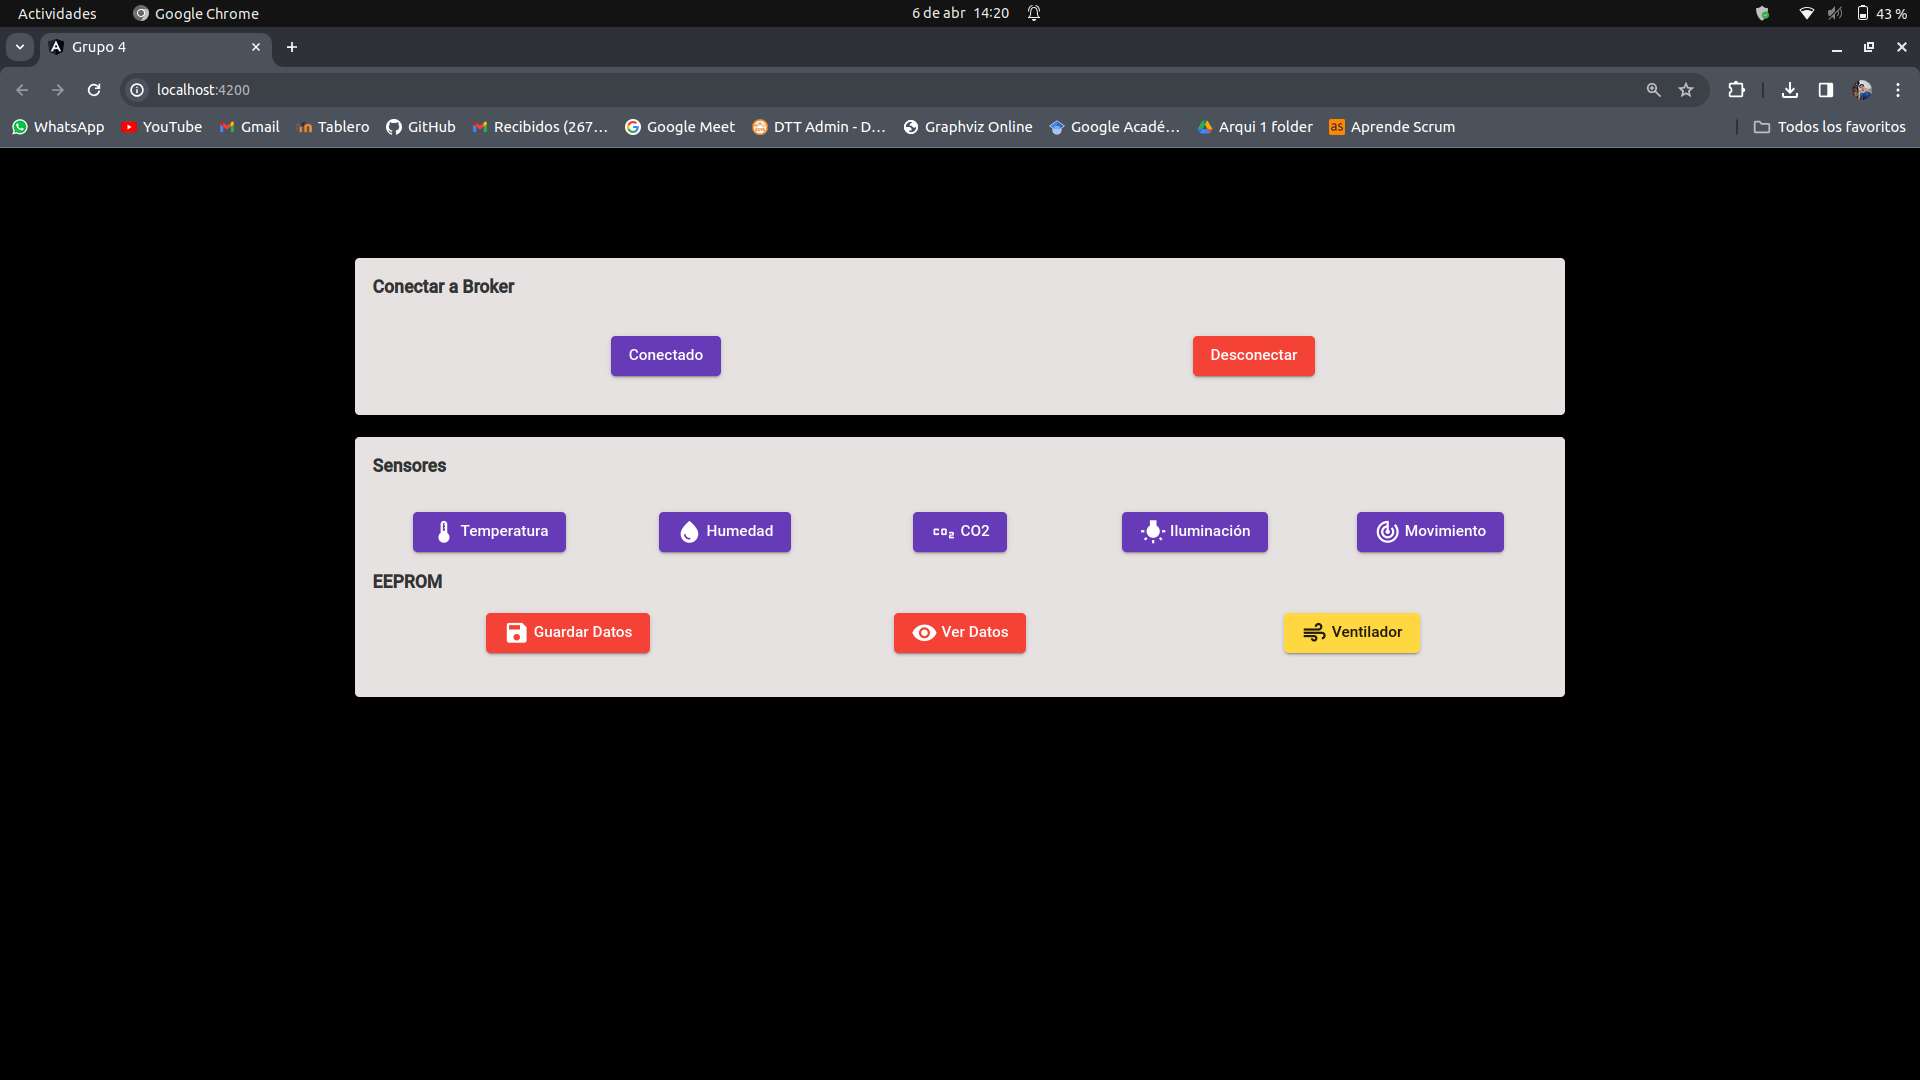 Actividades Google Chrome 6 de abr 14:20 43 %
Grupo 4
localhost:4200
WhatsApp YouTube Gmail Tablero GitHub Recibidos (267... Google Meet DTT Admin - D... Graphviz Online Google Acadé... Arqui 1 folder as Aprende Scrum Todos los favoritos
Conectar a Broker
Conectado Desconectar
Sensores
Temperatura Humedad CO2 CO2 Iluminación Movimiento
EEPROM
Guardar Datos Ver Datos Ventilador